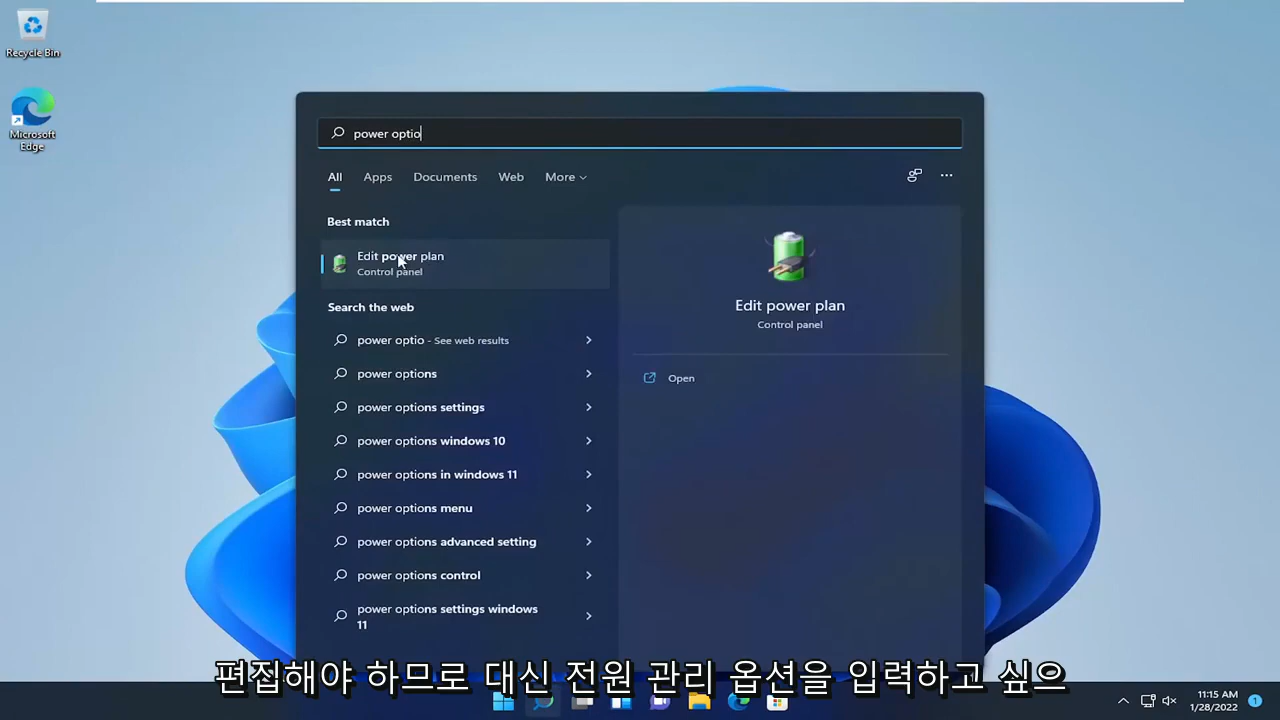 Recycle Bin
Microsoft
Edge
power optio
All Apps Documents Web More
Best match
Edit power plan
Control panel
Search the web
power optio - See web results
power options
power options settings
power options windows 10
power options in windows 11
power options menu
power options advanced setting
power options control
power options settings windows
11
Edit power plan
Control panel
Open
편집해야 하므로 대신 전원 관리 옵션을 입력하고 싶으
11:15 AM
1/28/2022
1